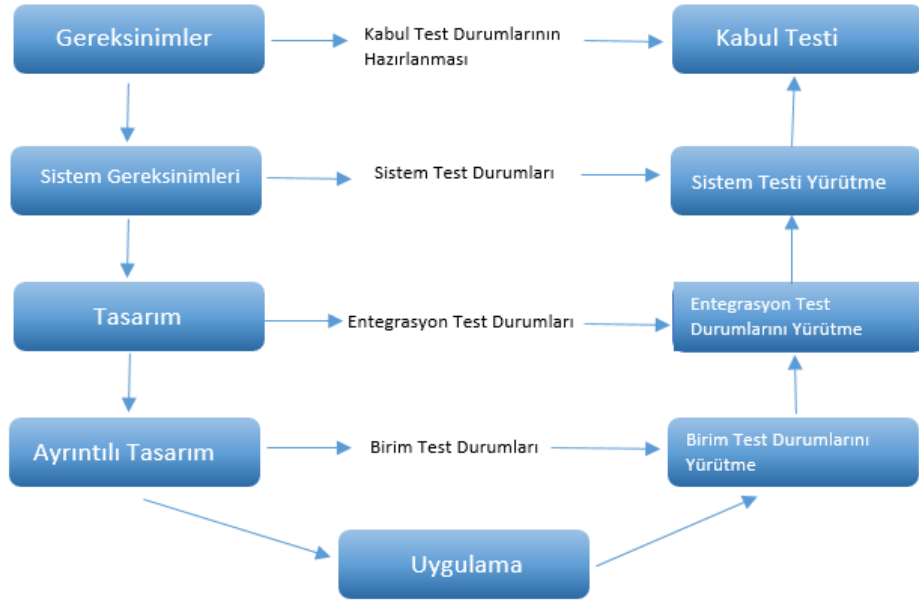 Gereksinimler
Kabul Test Durumlarının
Hazırlanması
Kabul Testi
Sistem Gereksinimleri
Sistem Test Durumları
Sistem Testi Yürütme
Tasarım
Entegrasyon Test Durumları
Entegrasyon Test
Durumlarını Yürütme
Ayrıntılı Tasarım
Birim Test Durumları
Birim Test Durumlarını
Yürütme
Uygulama